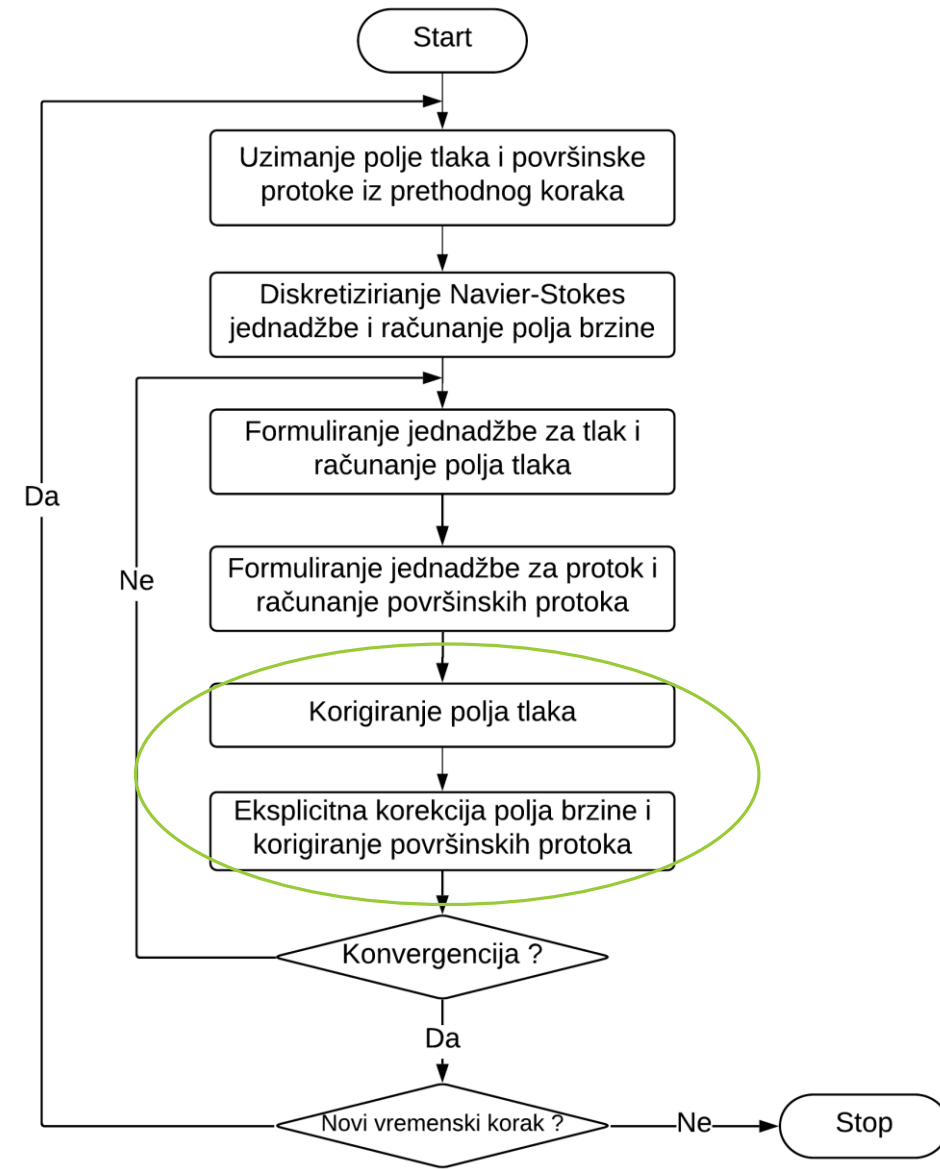 Start
Uzimanje polje tlaka i površinske
protoke iz prethodnog koraka
Diskretizirianje Navier-Stokes
jednadžbe i računanje polja brzine
Formuliranje jednadžbe za tlak i
računanje polja tlaka
Da
Formuliranje jednadžbe za protok i
računanje površinskih protoka
Ne
Korigiranje polja tlaka
Eksplicitna korekcija polja brzine i
korigiranje površinskih protoka
Konvergencija ?
Da
Novi vremenski korak ?
Ne
Stop